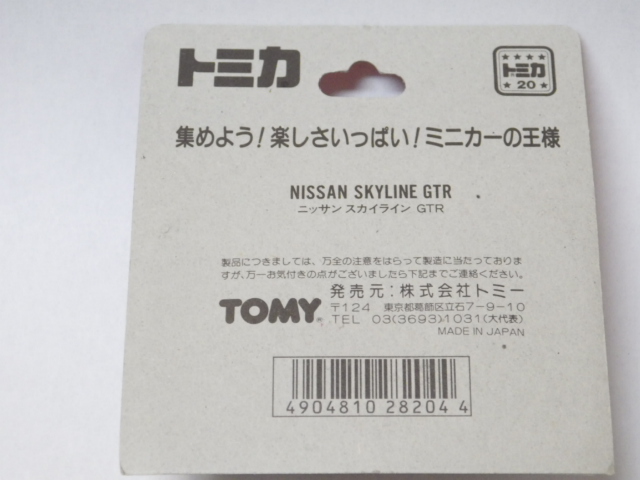 トミカ
トミカ
20
集めよう!楽しさいっぱい!ミニカーの王様
NISSAN SKYLINE GTR
ニッサン スカイライン GTR
製品につきましては、万全の注意をはらって製造に当たっておりま
すが、万一お気付きの点がございましたら下記までご連絡ください。
発売元:株式会社トミー
TOMY 〒124 東京都葛飾区立石7-9-10
TEL 03(3693)1031(大代表)
MADE IN JAPAN
4904810 28204 4